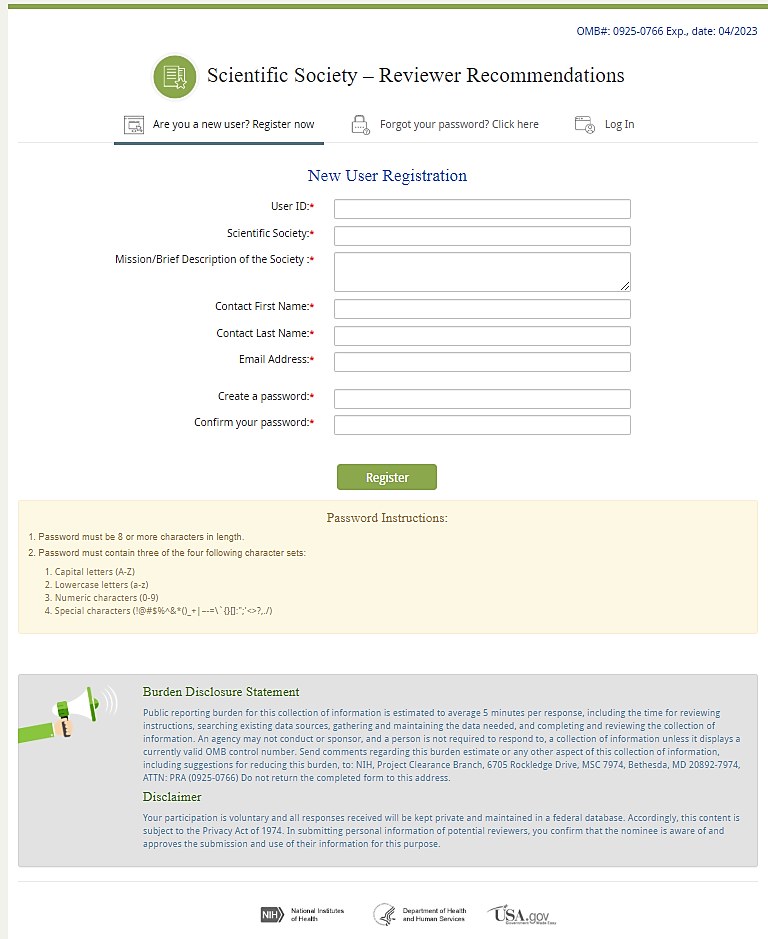 OMB#: 0925-0766 Exp., date: 04/2023
Scientific Society – Reviewer Recommendations
Are you a new user? Register now
Forgot your password? Click here
Log In
New User Registration
User ID:*
Scientific Society:*
Mission/Brief Description of the Society :*
Contact First Name:*
Contact Last Name:*
Email Address:*
Create a password:*
Confirm your password:*
Register
Password Instructions:
1. Password must be 8 or more characters in length.
2. Password must contain three of the four following character sets:
1. Capital letters (A-Z)
2. Lowercase letters (a-z)
3. Numeric characters (0-9)
4. Special characters (!@#$%^&*()_+|~-=\`{}[]:";'<>?,./)
Burden Disclosure Statement
Public reporting burden for this collection of information is estimated to average 5 minutes per response, including the time for reviewing
instructions, searching existing data sources, gathering and maintaining the data needed, and completing and reviewing the collection of
information. An agency may not conduct or sponsor, and a person is not required to respond to, a collection of information unless it displays a
currently valid OMB control number. Send comments regarding this burden estimate or any other aspect of this collection of information,
including suggestions for reducing this burden, to: NIH, Project Clearance Branch, 6705 Rockledge Drive, MSC 7974, Bethesda, MD 20892-7974,
ATTN: PRA (0925-0766) Do not return the completed form to this address.
Disclaimer
Your participation is voluntary and all responses received will be kept private and maintained in a federal database. Accordingly, this content is
subject to the Privacy Act of 1974. In submitting personal information of potential reviewers, you confirm that the nominee is aware of and
approves the submission and use of their information for this purpose.
NIH National Institutes
of Health
Department of Health
and Human Services
USA.gov
Government Made Easy